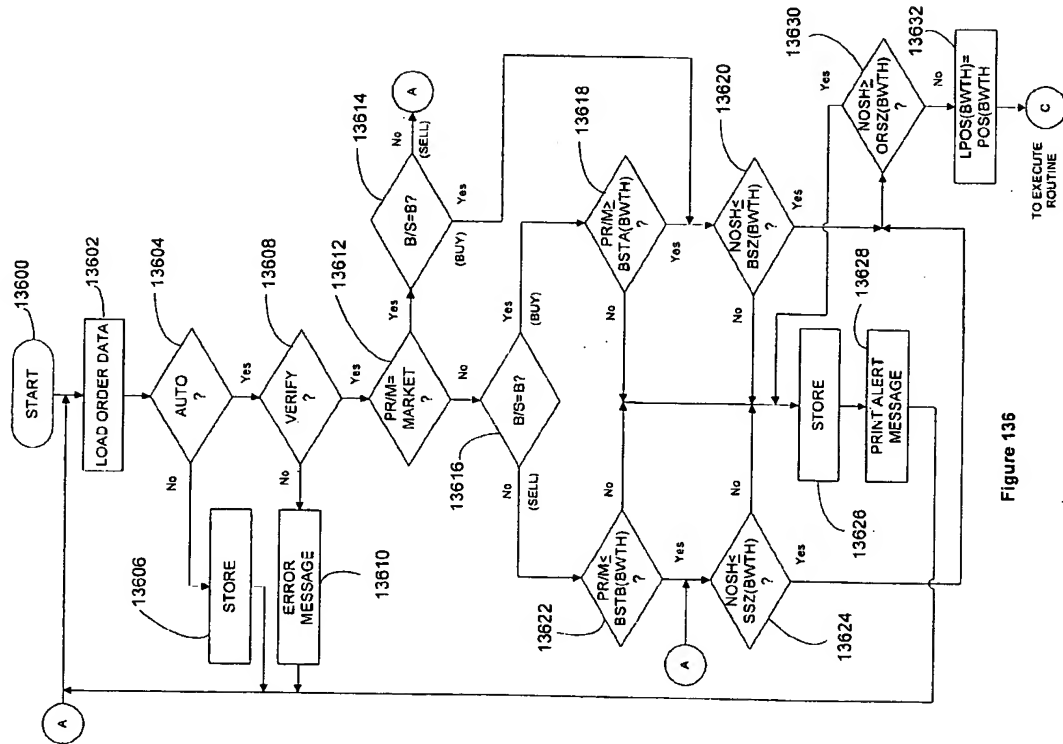 13600
START
A
LOAD ORDER DATA
13602
AUTO
?
13604
No
Yes
13606
STORE
VERIFY
?
13608
No
Yes
ERROR
MESSAGE
13610
PR/M=
MARKET
?
13612
Yes
No
B/S=B?
13614
No
(SELL)
A
Yes
(BUY)
B/S=B?
13616
No
(SELL)
Yes
(BUY)
PR/M≤
BSTB(BWTH)
?
13622
No
Yes
PR/M≥
BSTA(BWTH)
?
13618
No
Yes
A
NOSH≤
SSZ(BWTH)
?
13624
No
Yes
NOSH≤
BSZ(BWTH)
?
13620
No
Yes
STORE
13626
PRINT ALERT
MESSAGE
13628
NOSH≥
ORSZ(BWTH)
?
13630
Yes
No
LPOS(BWTH)=
POS(BWTH
13632
TO EXECUTE
ROUTINE
C
Figure 136